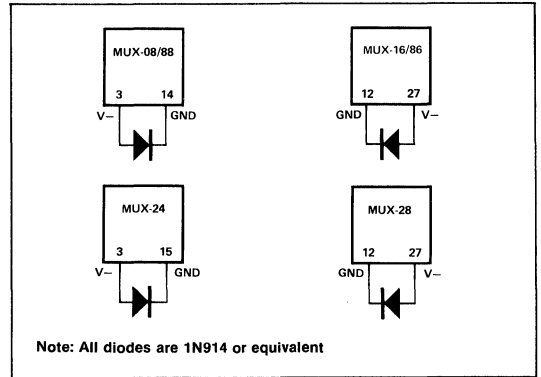 MUX-08/88
3 14
V– GND
MUX-16/86
12 27
GND V–
MUX-24
3 15
V– GND
MUX-28
12 27
GND V–
Note: All diodes are 1N914 or equivalent